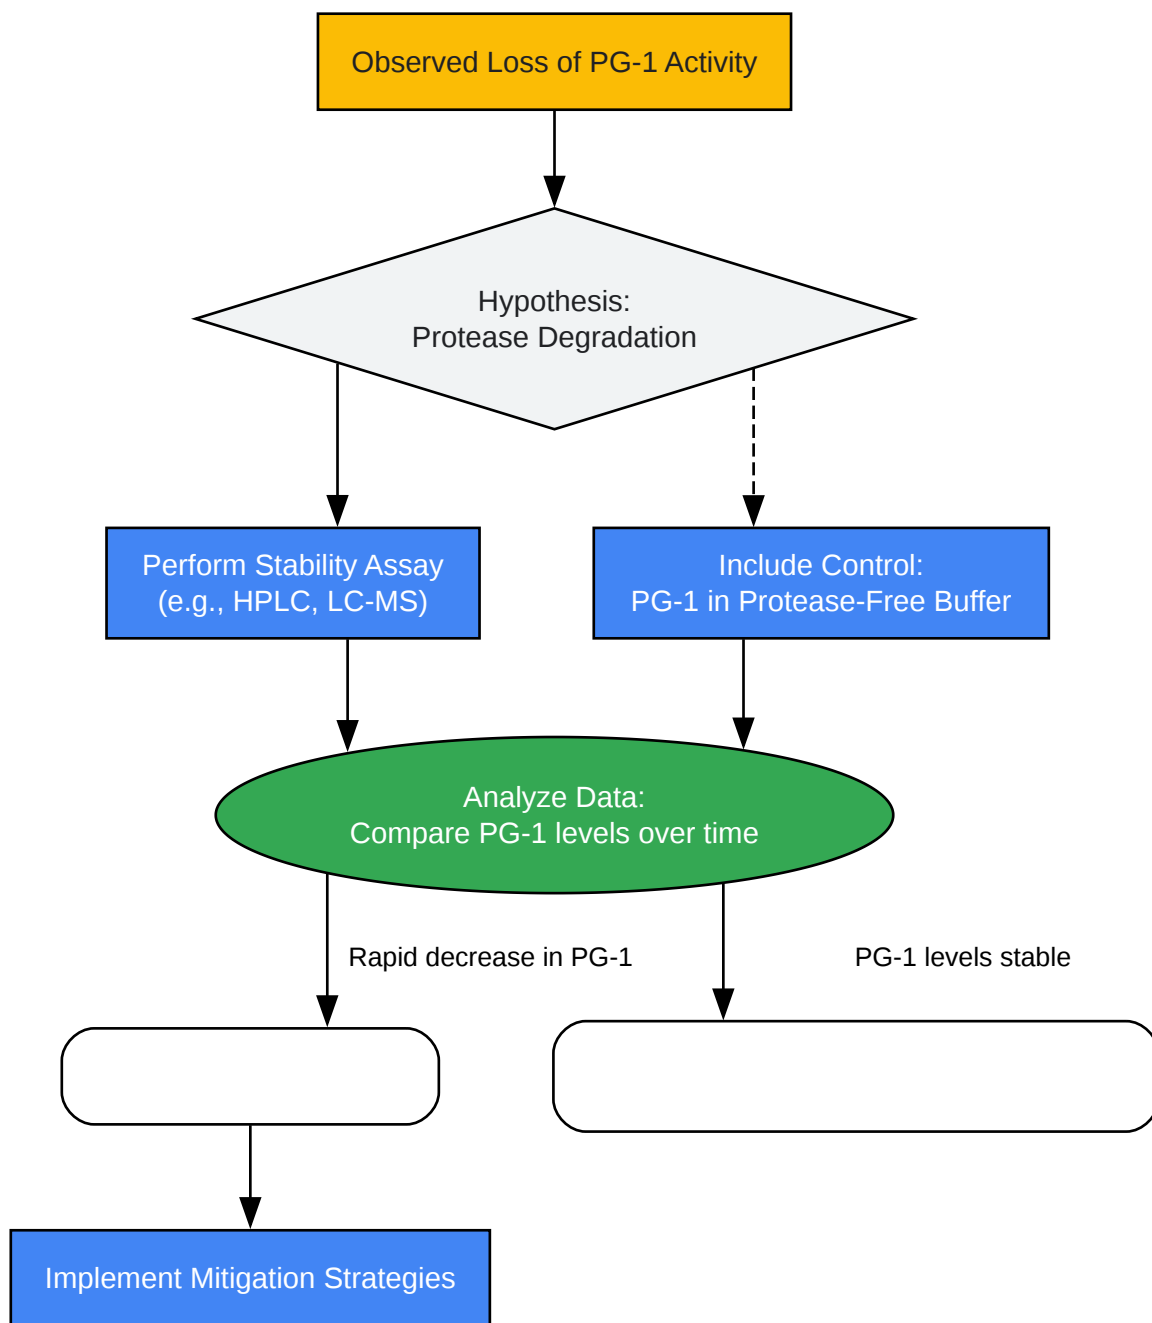 Observed Loss of PG-1 Activity
Hypothesis:
Protease Degradation
Perform Stability Assay
(e.g., HPLC, LC-MS)
Include Control:
PG-1 in Protease-Free Buffer
Analyze Data:
Compare PG-1 levels over time
Rapid decrease in PG-1
PG-1 levels stable
Implement Mitigation Strategies